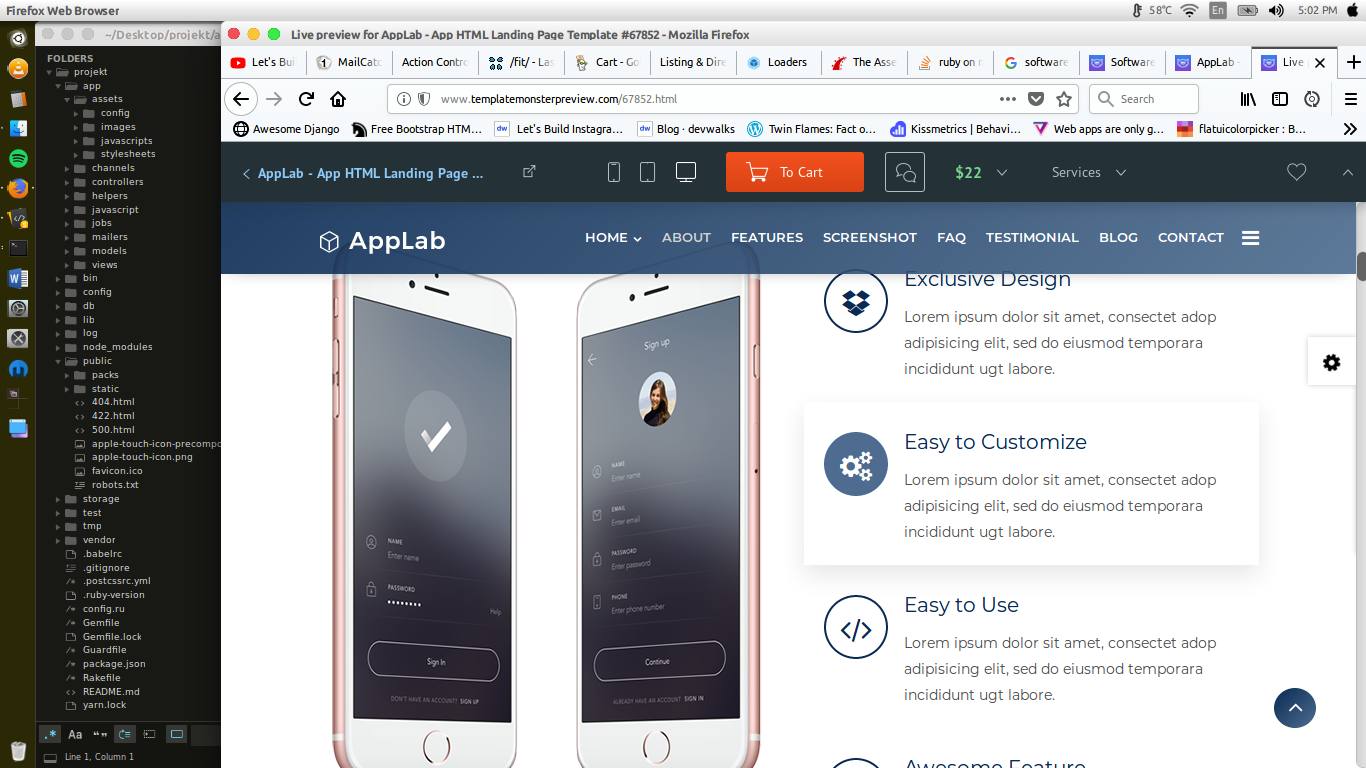 Firefox Web Browser
58°C
En
5:02 PM
~/Desktop/projekt/a
FOLDERS
projekt
app
assets
config
images
javascripts
stylesheets
channels
controllers
helpers
javascript
jobs
mailers
models
views
bin
config
db
lib
log
node_modules
public
packs
static
404.html
422.html
500.html
apple-touch-icon-precompo
apple-touch-icon.png
favicon.ico
robots.txt
storage
test
tmp
vendor
.babelrc
.gitignore
.postcssrc.yml
.ruby-version
config.ru
Gemfile
Gemfile.lock
Guardfile
package.json
Rakefile
README.md
yarn.lock
Aa
Line 1, Column 1
Live preview for AppLab - App HTML Landing Page Template #67852 - Mozilla Firefox
Let's Bui
MailCatc
Action Contro
/fit/ - Las
Cart - Go
Listing & Dire
Loaders
The Asse
ruby on r
software
Software
AppLab -
Live
www.templatemonsterpreview.com/67852.html
Search
Awesome Django
Free Bootstrap HTM...
Let's Build Instagra...
Blog · devwalks
Twin Flames: Fact o...
Kissmetrics | Behavi...
Web apps are only g...
flatuicolorpicker : B...
AppLab - App HTML Landing Page ...
To Cart
$22
Services
AppLab
HOME
ABOUT
FEATURES
SCREENSHOT
FAQ
TESTIMONIAL
BLOG
CONTACT
NAME
Enter name
PASSWORD
Help
Sign In
DON'T HAVE AN ACCOUNT? SIGN UP
Sign up
NAME
Enter name
EMAIL
Enter email
PASSWORD
Enter password
PHONE
Enter phone number
Continue
ALREADY HAVE AN ACCOUNT SIGN IN
Exclusive Design
Lorem ipsum dolor sit amet, consectet adop
adipisicing elit, sed do eiusmod temporara
incididunt ugt labore.
Easy to Customize
Lorem ipsum dolor sit amet, consectet adop
adipisicing elit, sed do eiusmod temporara
incididunt ugt labore.
Easy to Use
Lorem ipsum dolor sit amet, consectet adop
adipisicing elit, sed do eiusmod temporara
incididunt ugt labore.
Awesome Feature